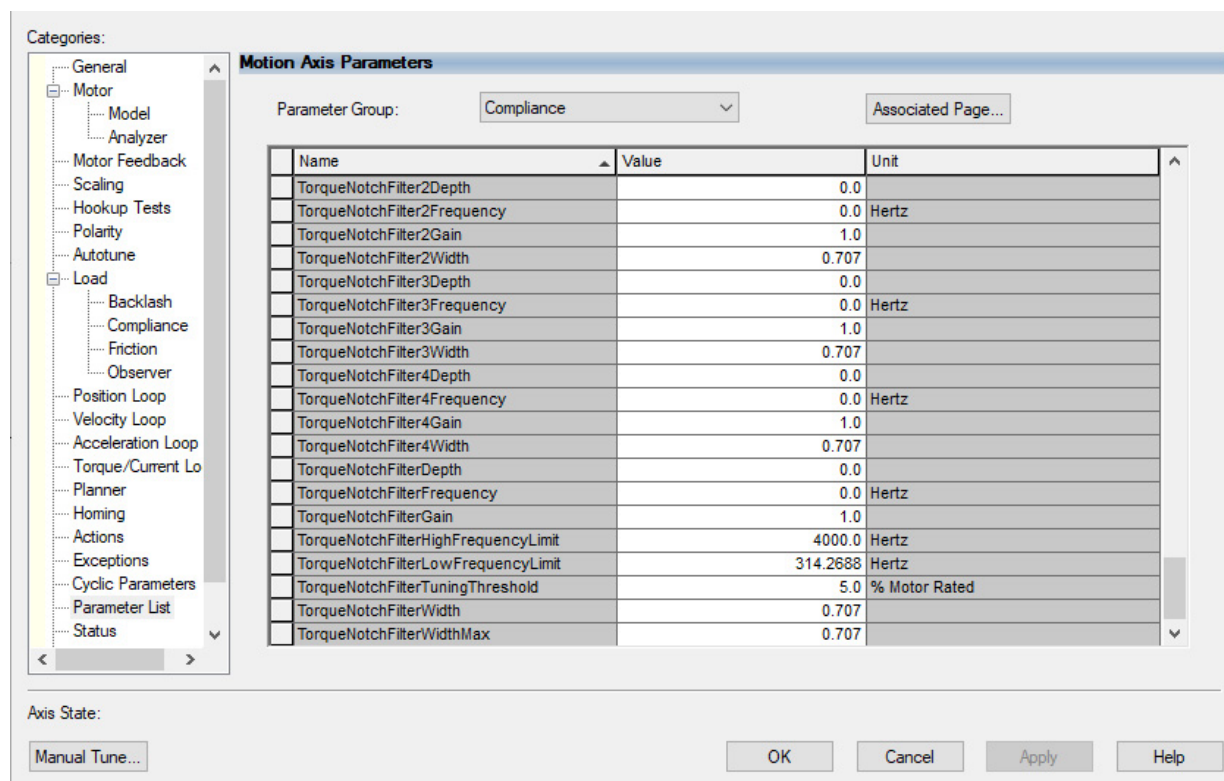 Categories:
General
Motor
Model
Analyzer
Motor Feedback
Scaling
Hookup Tests
Polarity
Autotune
Load
Backlash
Compliance
Friction
Observer
Position Loop
Velocity Loop
Acceleration Loop
Torque/Current Lo
Planner
Homing
Actions
Exceptions
Cyclic Parameters
Parameter List
Status
Motion Axis Parameters
Parameter Group: Compliance Associated Page...
Name Value Unit
TorqueNotchFilter2Depth 0.0
TorqueNotchFilter2Frequency 0.0 Hertz
TorqueNotchFilter2Gain 1.0
TorqueNotchFilter2Width 0.707
TorqueNotchFilter3Depth 0.0
TorqueNotchFilter3Frequency 0.0 Hertz
TorqueNotchFilter3Gain 1.0
TorqueNotchFilter3Width 0.707
TorqueNotchFilter4Depth 0.0
TorqueNotchFilter4Frequency 0.0 Hertz
TorqueNotchFilter4Gain 1.0
TorqueNotchFilter4Width 0.707
TorqueNotchFilterDepth 0.0
TorqueNotchFilterFrequency 0.0 Hertz
TorqueNotchFilterGain 1.0
TorqueNotchFilterHighFrequencyLimit 4000.0 Hertz
TorqueNotchFilterLowFrequencyLimit 314.2688 Hertz
TorqueNotchFilterTuningThreshold 5.0 % Motor Rated
TorqueNotchFilterWidth 0.707
TorqueNotchFilterWidthMax 0.707
Axis State:
Manual Tune... OK Cancel Apply Help